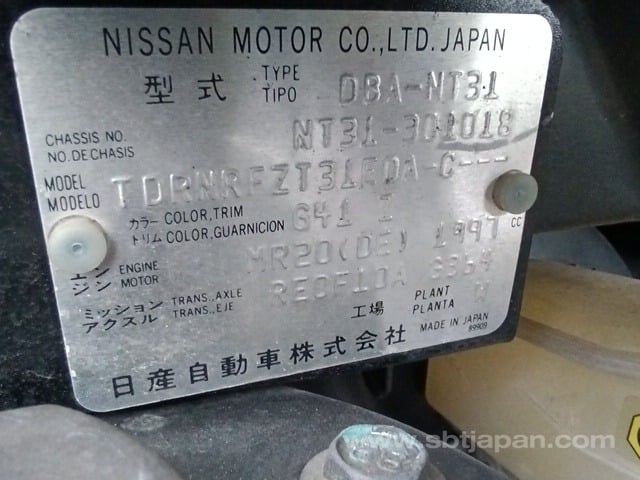 NISSAN MOTOR CO.,LTD. JAPAN
型式 TYPE TIPO DBA-NT31
CHASSIS NO. NO.DE CHASIS NT31-301018
MODEL MODELO TDRNRFZT31EDA-C---
カラー COLOR,TRIM G41 I
トリム COLOR,GUARNICION
エンジン ENGINE MOTOR MR20(DE) 1997 CC
ミッション TRANS.,AXLE RE0F10A G364
アクスル TRANS.,EJE 工場 PLANT PLANTA N
日産自動車株式会社 MADE IN JAPAN
89909
www.sbtjapan.com